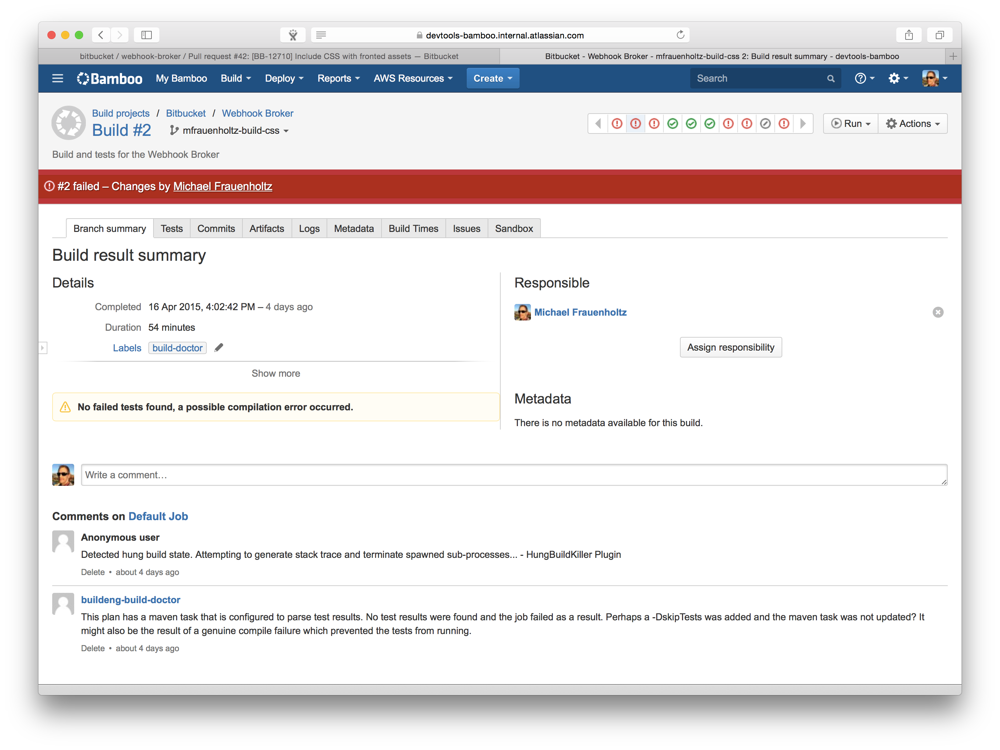 devtools-bamboo.internal.atlassian.com
bitbucket / webhook-broker / Pull request #42: [BB-12710] Include CSS with fronted assets — Bitbucket
Bitbucket - Webhook Broker - mfrauenholtz-build-css 2: Build result summary - devtools-bamboo
Bamboo My Bamboo Build Deploy Reports AWS Resources Create Search
Build projects / Bitbucket / Webhook Broker
Build #2 mfrauenholtz-build-css
Run Actions
Build and tests for the Webhook Broker
#2 failed – Changes by Michael Frauenholtz
Branch summary Tests Commits Artifacts Logs Metadata Build Times Issues Sandbox
Build result summary
Details
Completed 16 Apr 2015, 4:02:42 PM – 4 days ago
Duration 54 minutes
Labels build-doctor
Show more
No failed tests found, a possible compilation error occurred.
Responsible
Michael Frauenholtz
Assign responsibility
Metadata
There is no metadata available for this build.
Write a comment…
Comments on Default Job
Anonymous user
Detected hung build state. Attempting to generate stack trace and terminate spawned sub-processes... - HungBuildKiller Plugin
Delete • about 4 days ago
buildeng-build-doctor
This plan has a maven task that is configured to parse test results. No test results were found and the job failed as a result. Perhaps a -DskipTests was added and the maven task was not updated? It
might also be the result of a genuine compile failure which prevented the tests from running.
Delete • about 4 days ago